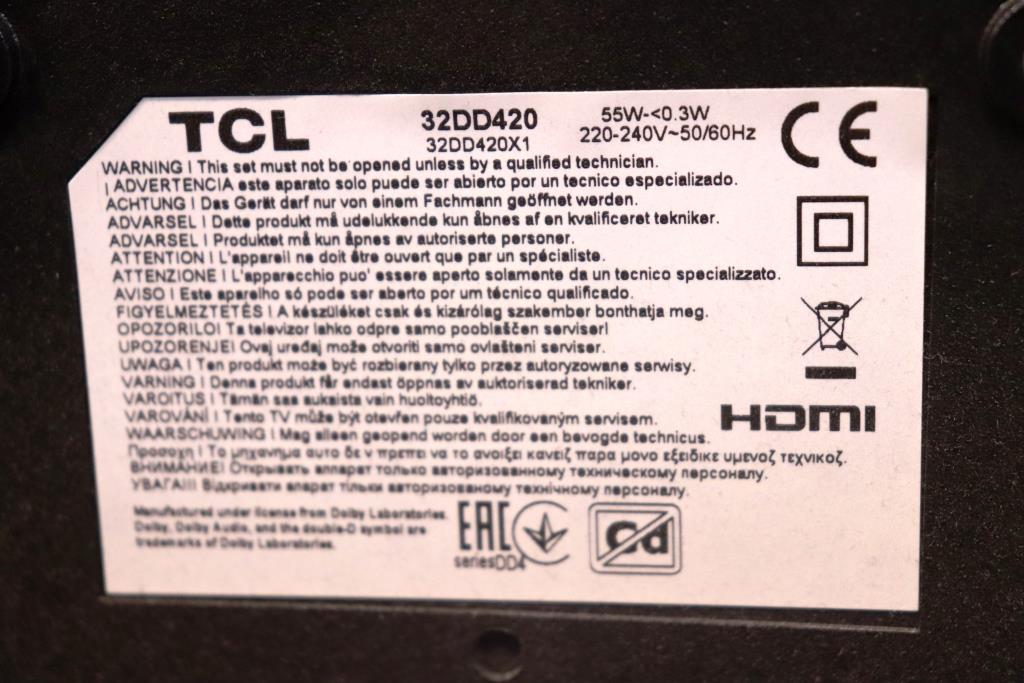 TCL
32DD420
32DD420X1
55W-<0.3W
220-240V~50/60Hz
CE
WARNING ! This set must not be opened unless by a qualified technician.
¡ ADVERTENCIA este aparato solo puede ser abierto por un tecnico especializado.
ACHTUNG ! Das Gerät darf nur von einem Fachmann geöffnet werden.
ADVARSEL ! Dette produkt må udelukkende kun åbnes af en kvalificeret tekniker.
ADVARSEL ! Produktet må kun åpnes av autoriserte personer.
ATTENTION ! L'appareil ne doit être ouvert que par un spécialiste.
ATTENZIONE ! L'apparecchio puo' essere aperto solamente da un tecnico specializzato.
AVISO ! Este aparelho só pode ser aberto por um técnico qualificado.
FIGYELMEZTETÉS ! A készüléket csak és kizárólag szakember bonthatja meg.
OPOZORILO! Ta televizor lahko odpre samo pooblaščen serviser!
UPOZORENJE! Ovaj uređaj može otvoriti samo ovlašteni serviser.
UWAGA ! Ten produkt może być rozbierany tylko przez autoryzowane serwisy.
VARNING ! Denna produkt får endast öppnas av auktoriserad tekniker.
VAROITUS ! Tämän saa aukaista vain huoltoyhtiö.
VAROVÁNÍ ! Tento TV může být otevřen pouze kvalifikovaným servisem.
WAARSCHUWING ! Mag alleen geopend worden door een bevogde technicus.
Προσοχη ! Το μηχανημα αυτο δε ν πρεπει να το ανοιξει κανεiζ παρα μονο εξειδικε υμενοζ τεχνικοζ.
ВНИМАНИЕ! Открывать аппарат только авторизованному техническому персоналу.
УВАГА!!! Відкривати апарат тільки авторизованому технічному персоналу.
HDMI
Manufactured under license from Dolby Laboratories.
Dolby, Dolby Audio, and the double-D symbol are
trademarks of Dolby Laboratories.
EAC
seriesDD4
Cd